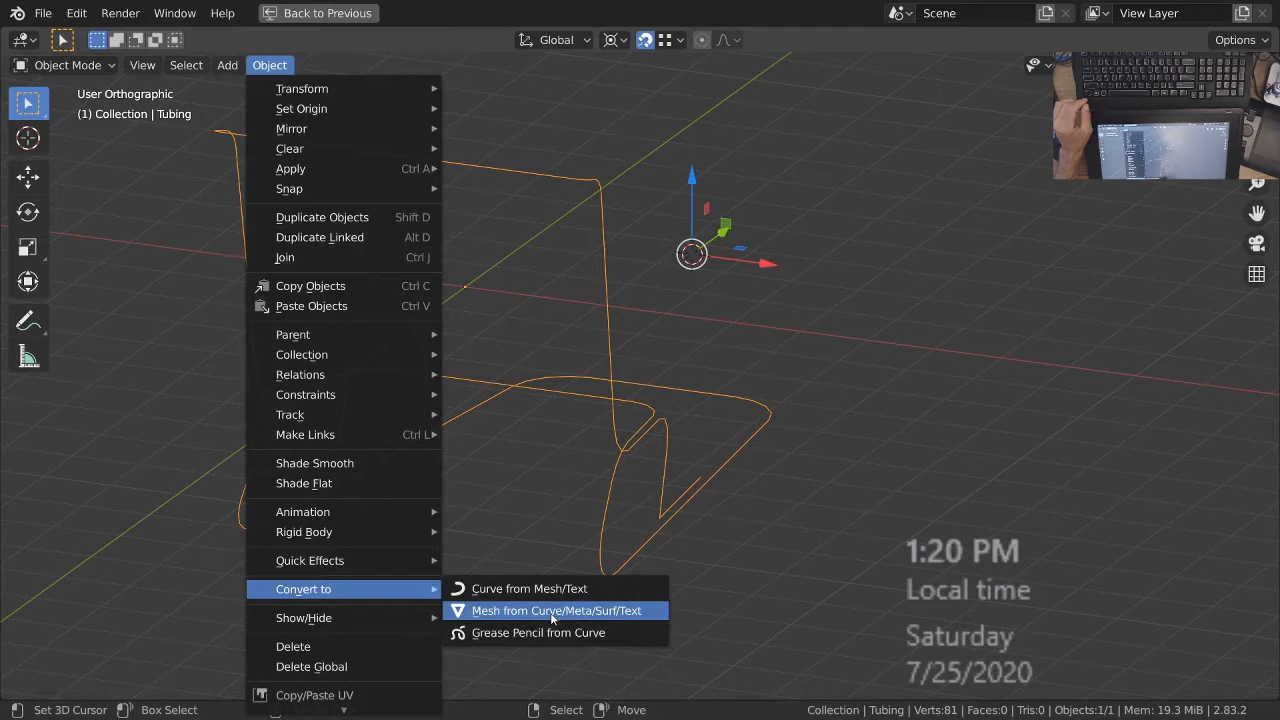 File Edit Render Window Help Back to Previous Scene View Layer
Global Options
Object Mode View Select Add Object
User Orthographic
(1) Collection | Tubing
Transform
Set Origin
Mirror
Clear
Apply Ctrl A
Snap
Duplicate Objects Shift D
Duplicate Linked Alt D
Join Ctrl J
Copy Objects Ctrl C
Paste Objects Ctrl V
Parent
Collection
Relations
Constraints
Track
Make Links Ctrl L
Shade Smooth
Shade Flat
Animation
Rigid Body
Quick Effects
Convert to
Show/Hide
Delete
Delete Global
Copy/Paste UV
Curve from Mesh/Text
Mesh from Curve/Meta/Surf/Text
Grease Pencil from Curve
1:20 PM
Local time
Saturday
7/25/2020
Set 3D Cursor Box Select Select Move Collection | Tubing | Verts:81 | Faces:0 | Tris:0 | Objects:1/1 | Mem: 19.3 MiB | 2.83.2